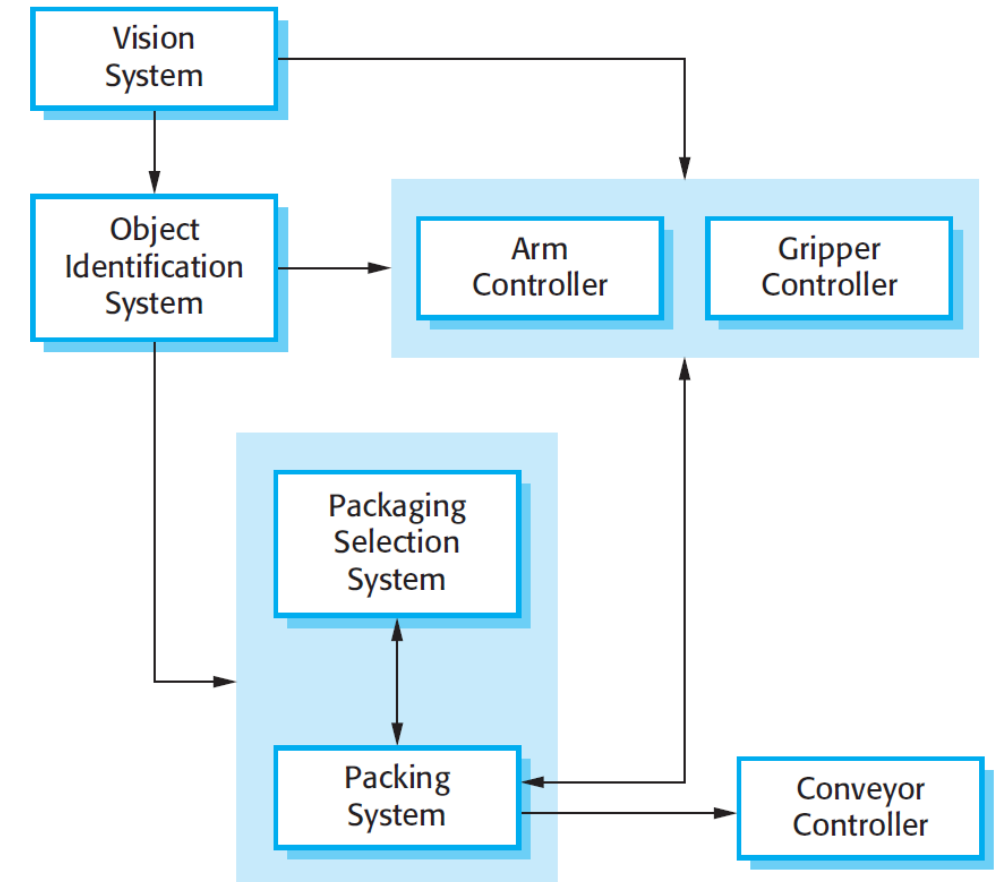 Vision
System
Object
Identification
System
Arm
Controller
Gripper
Controller
Packaging
Selection
System
Packing
System
Conveyor
Controller